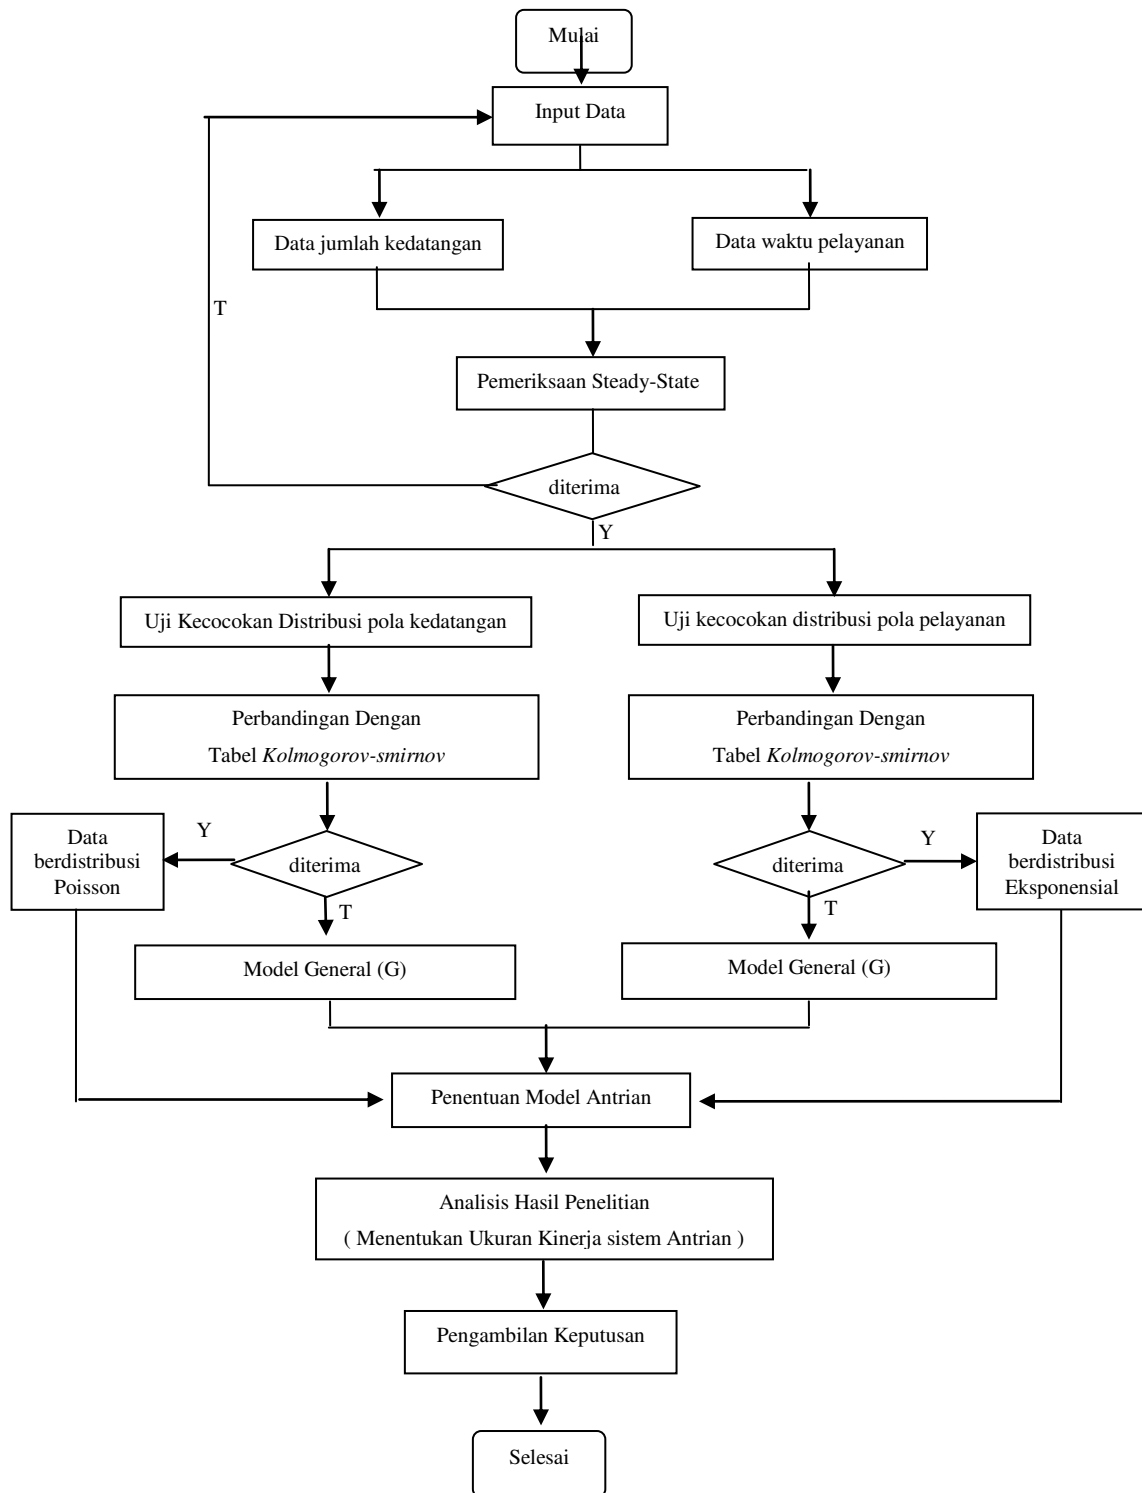 Mulai
Input Data
Data jumlah kedatangan
Data waktu pelayanan
T
Pemeriksaan Steady-State
diterima
Y
Uji Kecocokan Distribusi pola kedatangan
Uji kecocokan distribusi pola pelayanan
Perbandingan Dengan
Tabel Kolmogorov-smirnov
Perbandingan Dengan
Tabel Kolmogorov-smirnov
Data
berdistribusi
Poisson
Y
diterima
T
diterima
Y
T
Data
berdistribusi
Eksponensial
Model General (G)
Model General (G)
Penentuan Model Antrian
Analisis Hasil Penelitian
( Menentukan Ukuran Kinerja sistem Antrian )
Pengambilan Keputusan
Selesai